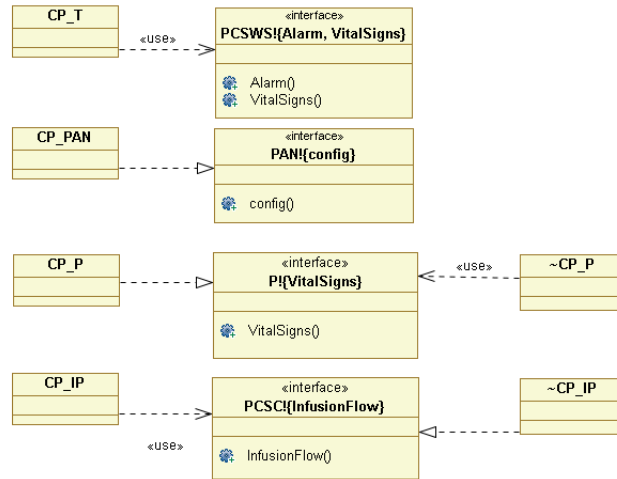 CP_T
«use»
«interface»
PCSWS!{Alarm, VitalSigns}
Alarm()
VitalSigns()
CP_PAN
«interface»
PAN!{config}
config()
CP_P
«interface»
P!{VitalSigns}
VitalSigns()
«use»
~CP_P
CP_IP
«use»
«interface»
PCSC!{InfusionFlow}
InfusionFlow()
~CP_IP